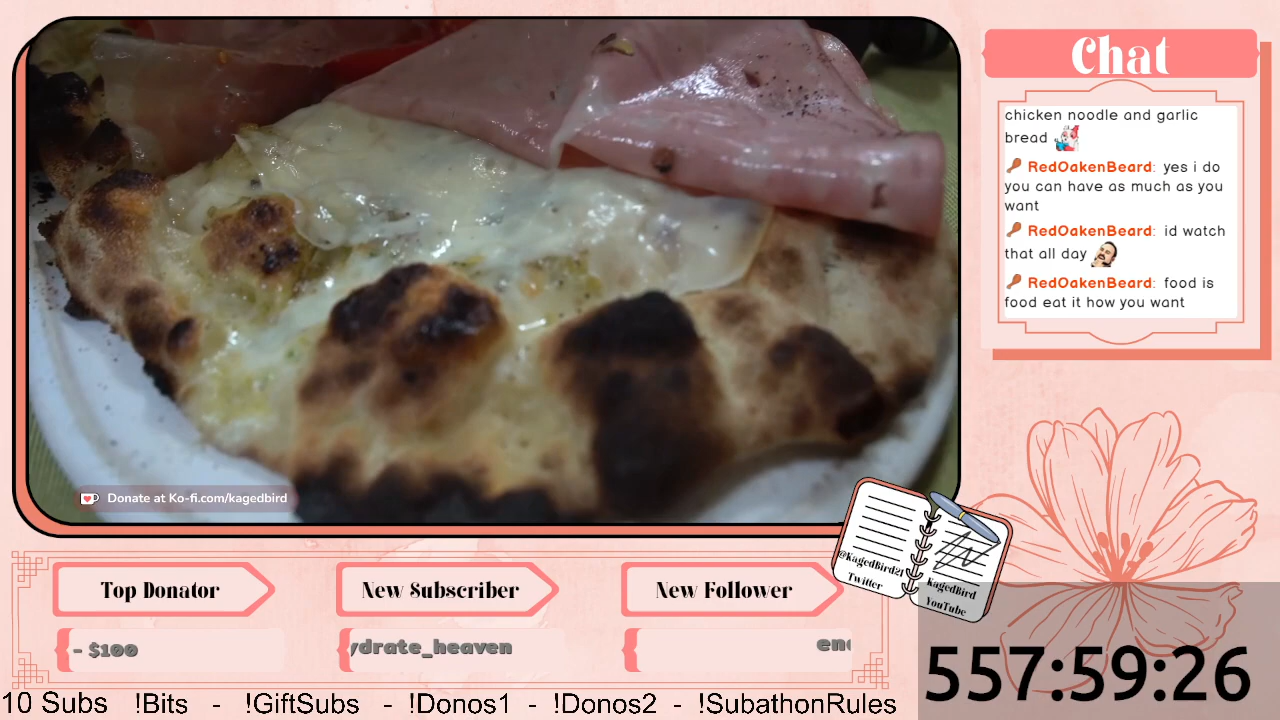 Chat
chicken noodle and garlic
bread
RedOakenBeard: yes i do
you can have as much as you
want
RedOakenBeard: id watch
that all day
RedOakenBeard: food is
food eat it how you want
Donate at Ko-fi.com/kagedbird
@KagedBird21
Twitter
KagedBird
YouTube
Top Donator
New Subscriber
New Follower
- $100
ydrate_heaven
557:59:26
10 Subs !Bits - !GiftSubs - !Donos1 - !Donos2 - !SubathonRules